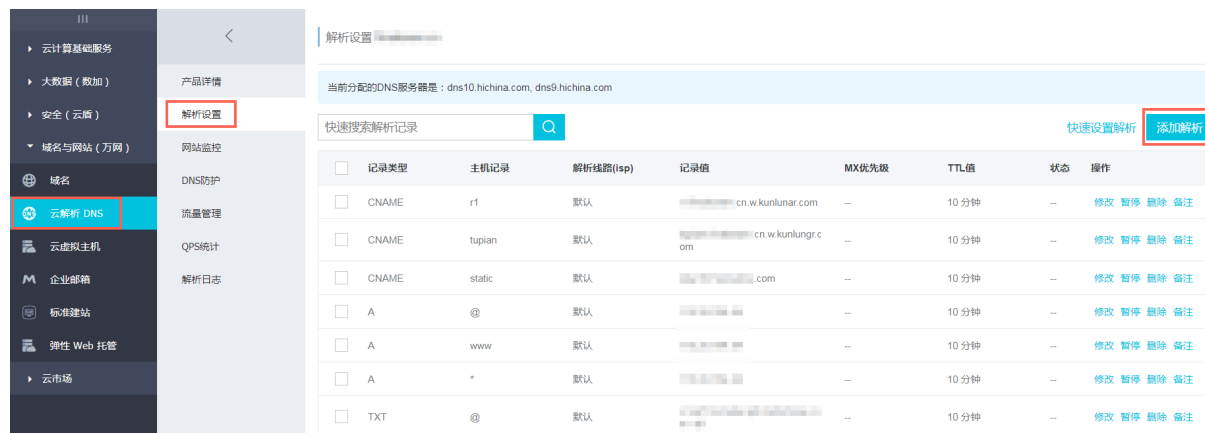 云计算基础服务
大数据 ( 数加 )
安全 ( 云盾 )
域名与网站 ( 万网 )
域名
DNS 云解析 DNS
云虚拟主机
企业邮箱
标准建站
弹性 Web 托管
云市场
产品详情
解析设置
网站监控
DNS防护
流量管理
QPS统计
解析日志
解析设置
当前分配的DNS服务器是：dns10.hichina.com, dns9.hichina.com
快速搜索解析记录 快速设置解析 添加解析
记录类型 主机记录 解析线路(isp) 记录值 MX优先级 TTL值 状态 操作
CNAME r1 默认 cn.w.kunlunar.com -- 10 分钟 -- 修改 暂停 删除 备注
CNAME tupian 默认 cn.w.kunlungr.c
om -- 10 分钟 -- 修改 暂停 删除 备注
CNAME static 默认 .com -- 10 分钟 -- 修改 暂停 删除 备注
A @ 默认 -- 10 分钟 -- 修改 暂停 删除 备注
A www 默认 -- 10 分钟 -- 修改 暂停 删除 备注
A * 默认 -- 10 分钟 -- 修改 暂停 删除 备注
TXT @ 默认 -- 10 分钟 -- 修改 暂停 删除 备注